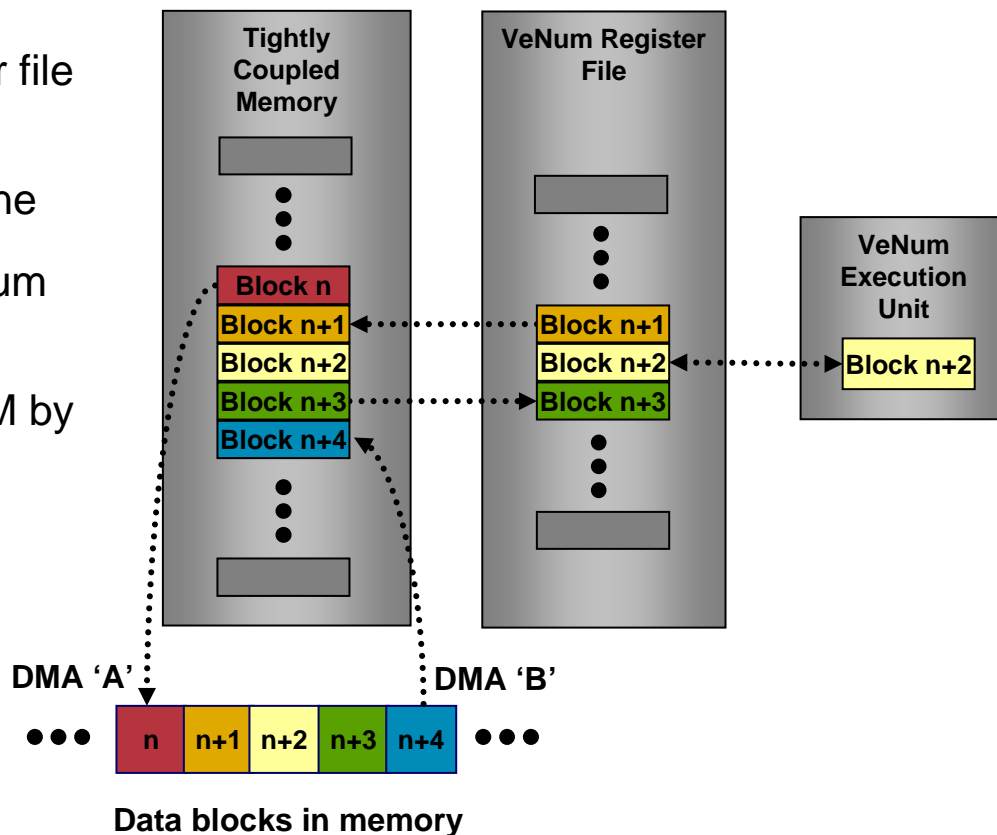 r file
ne
um
M by
Tightly
Coupled
Memory
Block n
Block n+1
Block n+2
Block n+3
Block n+4
VeNum Register
File
Block n+1
Block n+2
Block n+3
VeNum
Execution
Unit
Block n+2
DMA ‘A’
DMA ‘B’
n n+1 n+2 n+3 n+4
Data blocks in memory